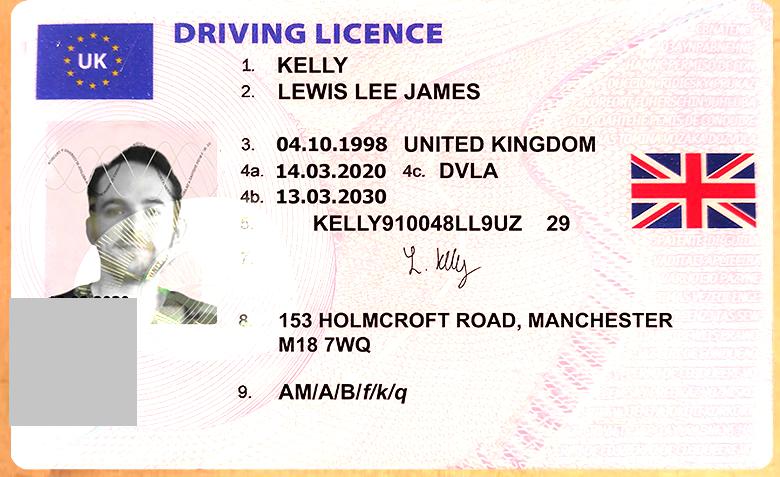 DRIVING LICENCE
UK
1. KELLY
2. LEWIS LEE JAMES
3. 04.10.1998 UNITED KINGDOM
4a. 14.03.2020 4c. DVLA
4b. 13.03.2030
5. KELLY910048LL9UZ 29
7. L. Kelly
8. 153 HOLMCROFT ROAD, MANCHESTER
M18 7WQ
9. AM/A/B/f/k/q